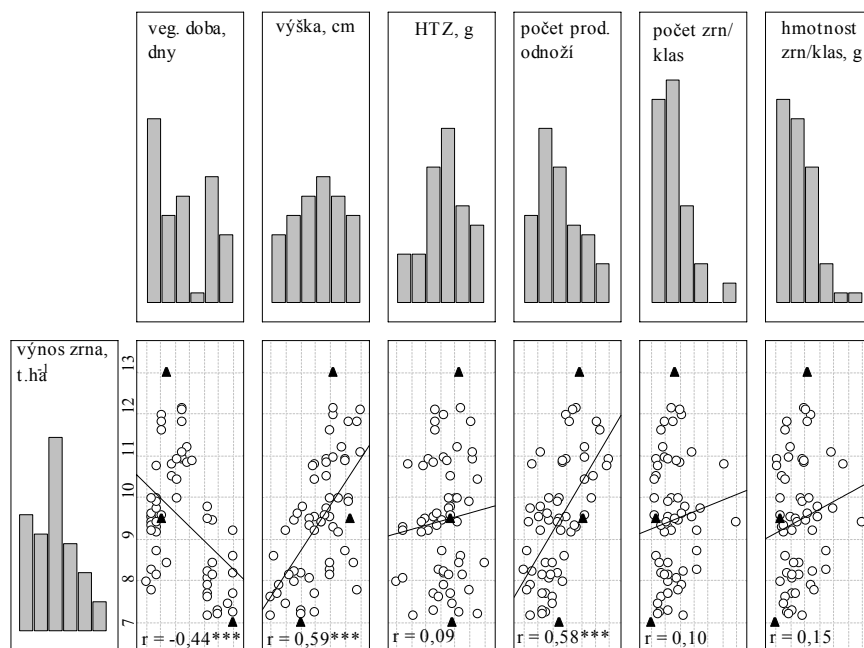 veg. doba,
dny
výška, cm
HTZ, g
počet prod.
odnoží
počet zrn/
klas
hmotnost
zrn/klas, g
výnos zrna,
t.ha-1
13
12
11
10
9
8
7
r = -0,44***
r = 0,59***
r = 0,09
r = 0,58***
r = 0,10
r = 0,15